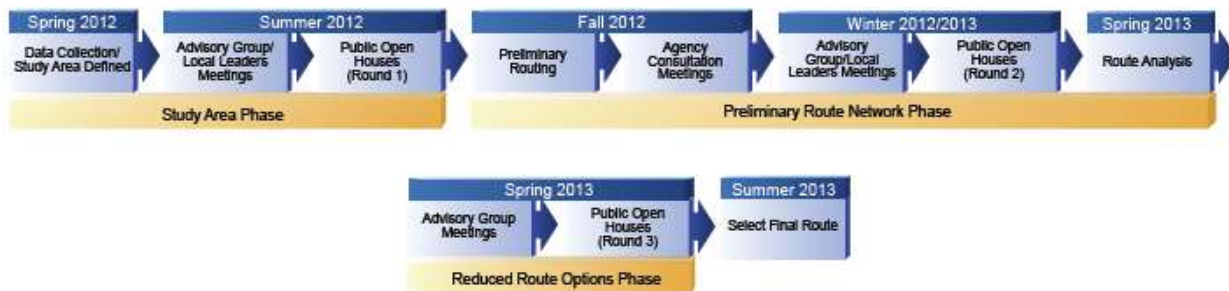 Spring 2012
Summer 2012
Fall 2012
Winter 2012/2013
Spring 2013
Data Collection/
Study Area Defined
Advisory Group/
Local Leaders
Meetings
Public Open
Houses
(Round 1)
Preliminary
Routing
Agency
Consultation
Meetings
Advisory
Group/Local
Leaders Meetings
Public Open
Houses
(Round 2)
Route Analysis
Study Area Phase
Preliminary Route Network Phase
Spring 2013
Summer 2013
Advisory Group
Meetings
Public Open
Houses
(Round 3)
Select Final Route
Reduced Route Options Phase